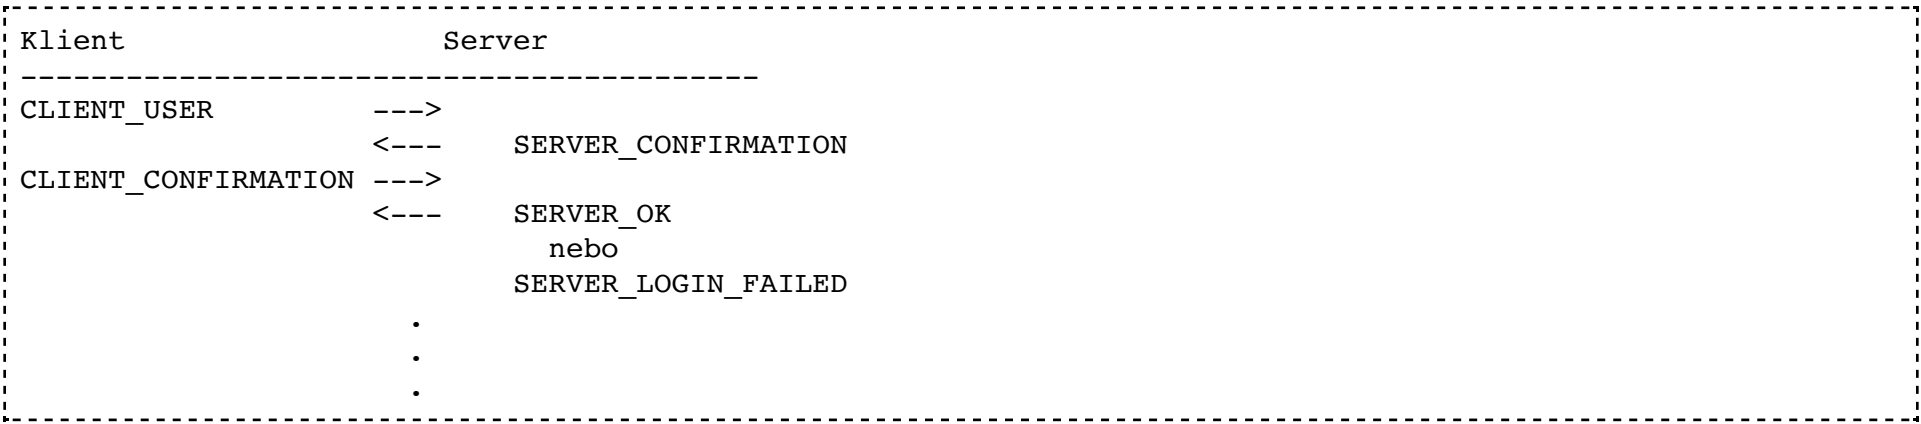 Klient                  Server
------------------------------------------
CLIENT_USER         --->
                    <---    SERVER_CONFIRMATION
CLIENT_CONFIRMATION --->
                    <---    SERVER_OK
                              nebo
                            SERVER_LOGIN_FAILED
                      .
                      .
                      .